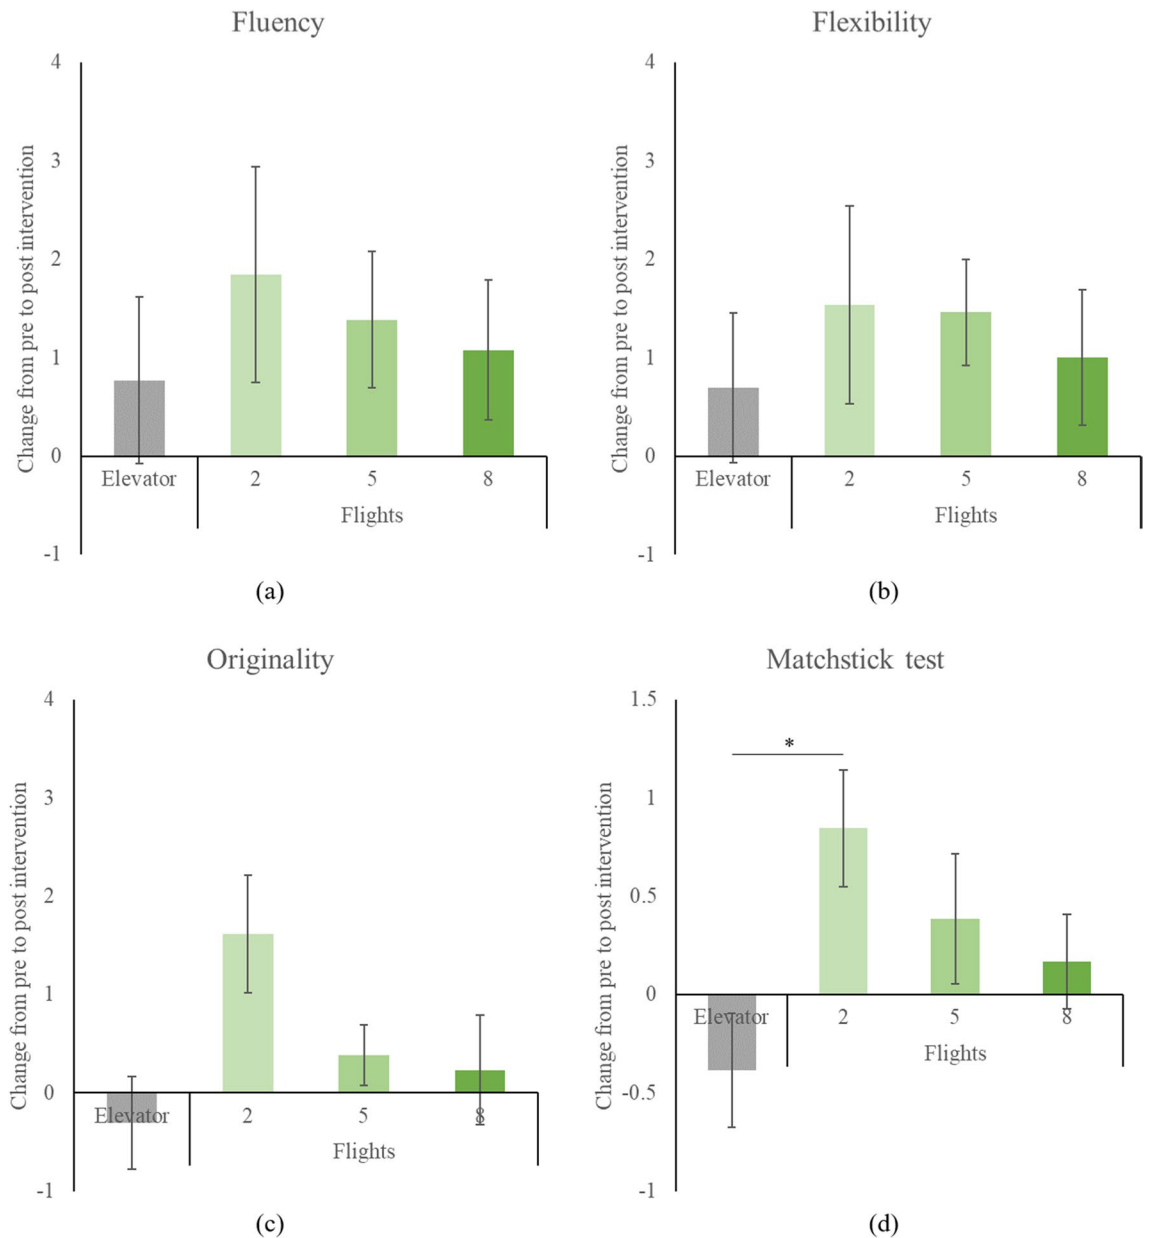 Fluency
Change from pre to post intervention
4
3
2
1
0
-1
Elevator
2
5
8
Flights
(a)
Flexibility
Change from pre to post intervention
4
3
2
1
0
-1
Elevator
2
5
8
Flights
(b)
Originality
Change from pre to post intervention
4
3
2
1
0
-1
Elevator
2
5
8
Flights
(c)
Matchstick test
Change from pre to post intervention
1.5
1
0.5
0
-0.5
-1
*
Elevator
2
5
8
Flights
(d)